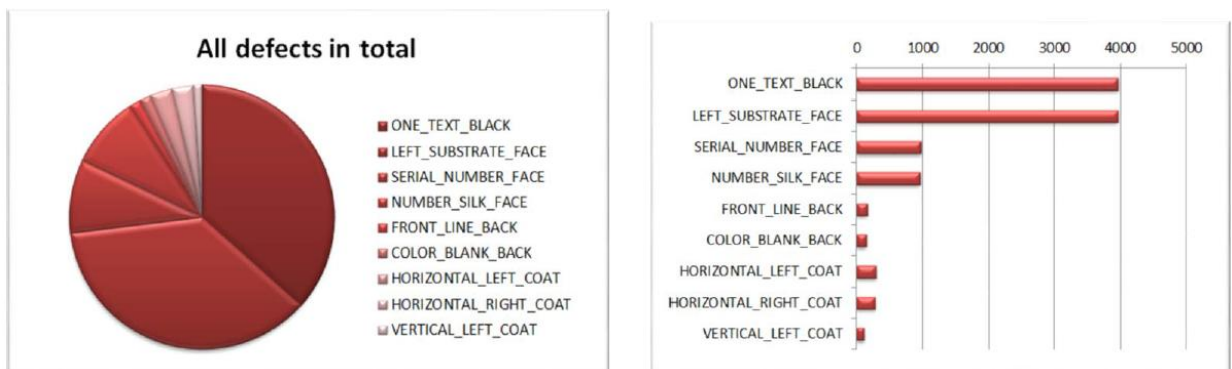 All defects in total
ONE_TEXT_BLACK
LEFT_SUBSTRATE_FACE
SERIAL_NUMBER_FACE
NUMBER_SILK_FACE
FRONT_LINE_BACK
COLOR_BLANK_BACK
HORIZONTAL_LEFT_COAT
HORIZONTAL_RIGHT_COAT
VERTICAL_LEFT_COAT
0 1000 2000 3000 4000 5000
ONE_TEXT_BLACK
LEFT_SUBSTRATE_FACE
SERIAL_NUMBER_FACE
NUMBER_SILK_FACE
FRONT_LINE_BACK
COLOR_BLANK_BACK
HORIZONTAL_LEFT_COAT
HORIZONTAL_RIGHT_COAT
VERTICAL_LEFT_COAT